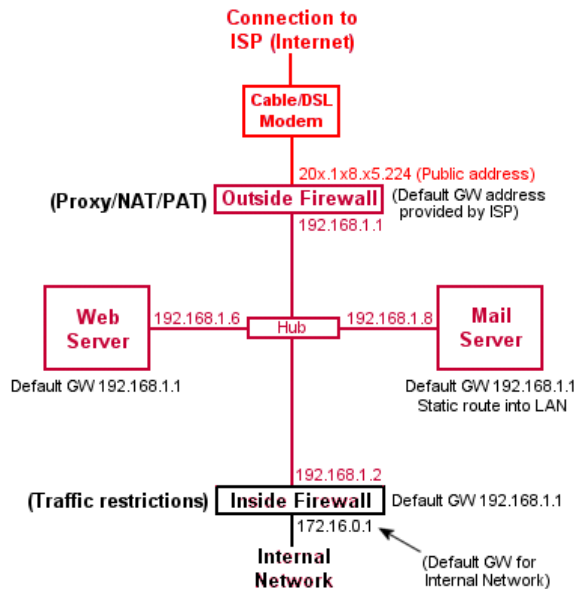 Connection to
ISP (Internet)
Cable/DSL
Modem
20x.1x8.x5.224 (Public address)
(Proxy/NAT/PAT)
Outside Firewall
(Default GW address
provided by ISP)
192.168.1.1
Web
Server
192.168.1.6
Hub
192.168.1.8
Mail
Server
Default GW 192.168.1.1
Default GW 192.168.1.1
Static route into LAN
192.168.1.2
(Traffic restrictions)
Inside Firewall
Default GW 192.168.1.1
172.16.0.1
Internal
Network
(Default GW for
Internal Network)